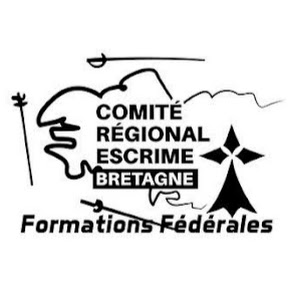 COMITÉ
RÉGIONAL
ESCRIME
BRETAGNE
Formations Fédérales